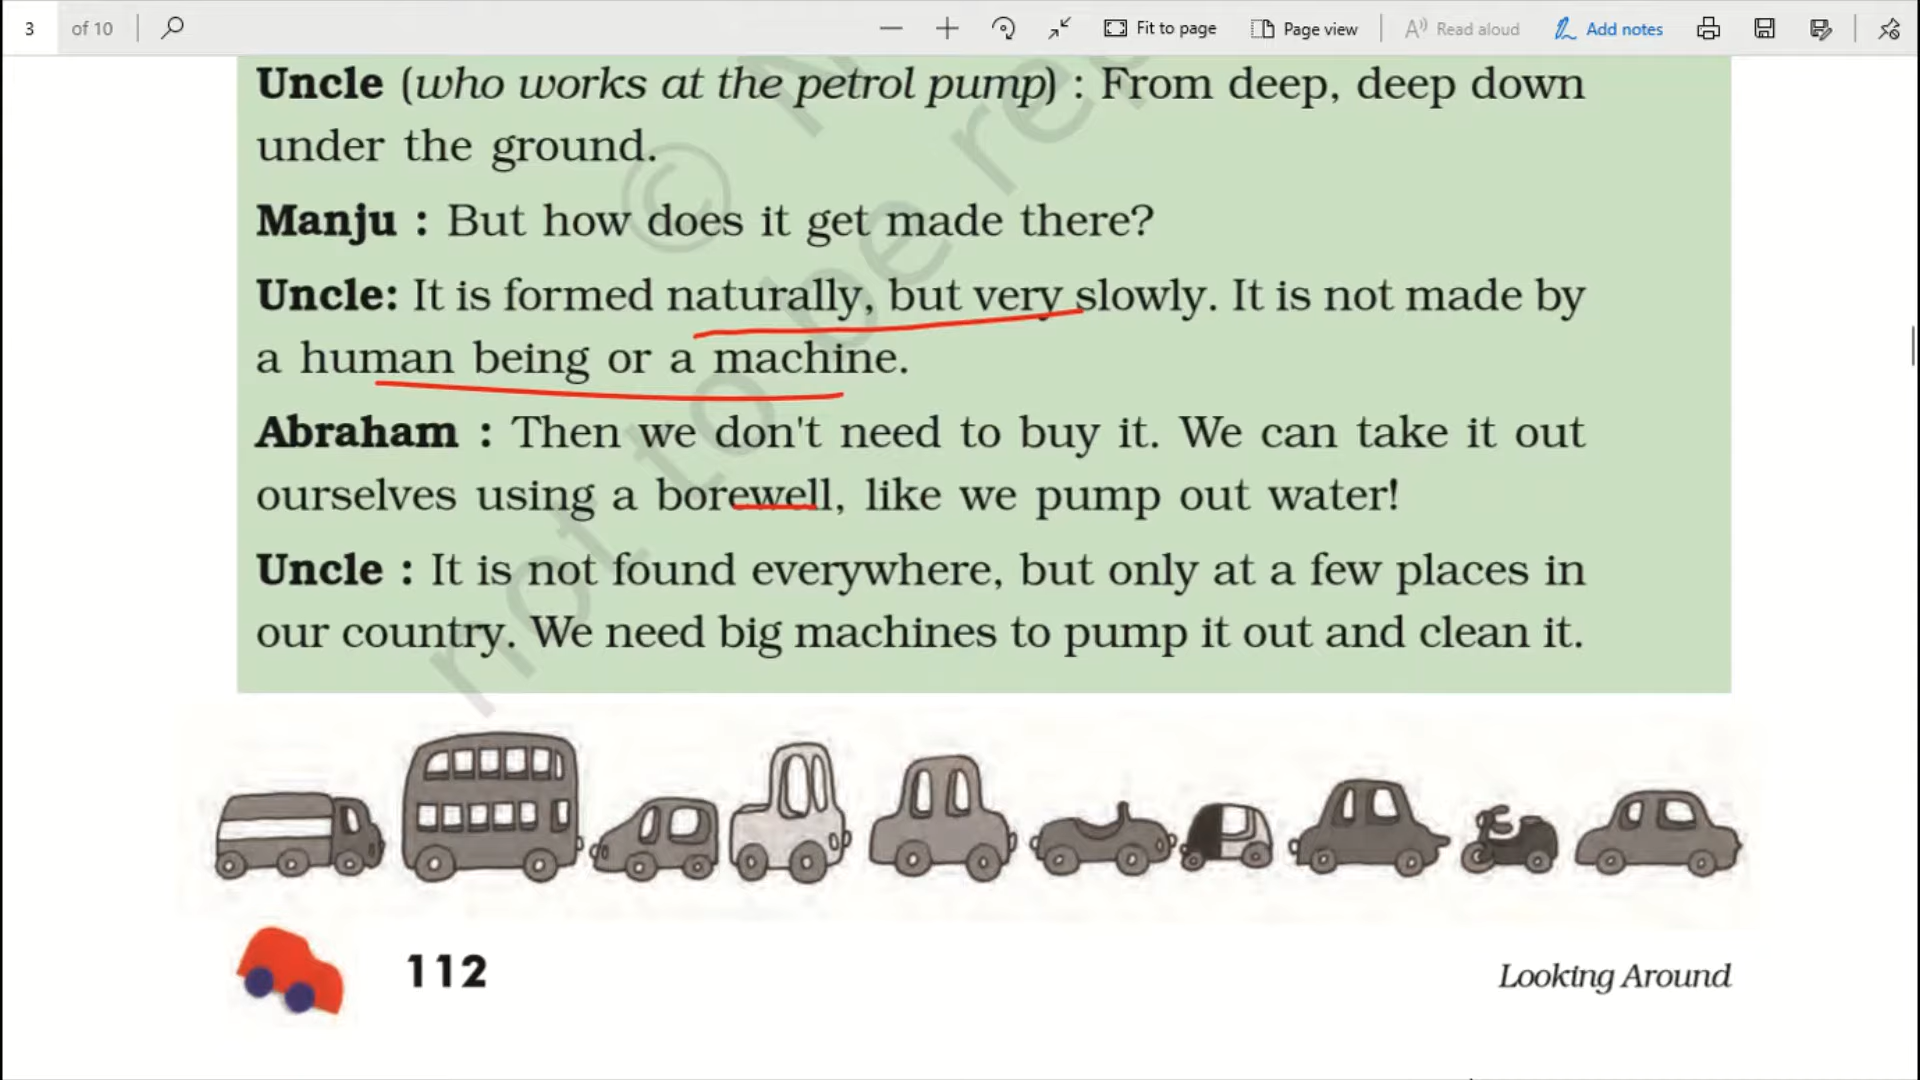 3 of 10 Fit to page Page view Read aloud Add notes
Uncle (who works at the petrol pump) : From deep, deep down
under the ground.
Manju : But how does it get made there?
Uncle: It is formed naturally, but very slowly. It is not made by
a human being or a machine.
Abraham : Then we don't need to buy it. We can take it out
ourselves using a borewell, like we pump out water!
Uncle : It is not found everywhere, but only at a few places in
our country. We need big machines to pump it out and clean it.
© N
not to be rep
112
Looking Around